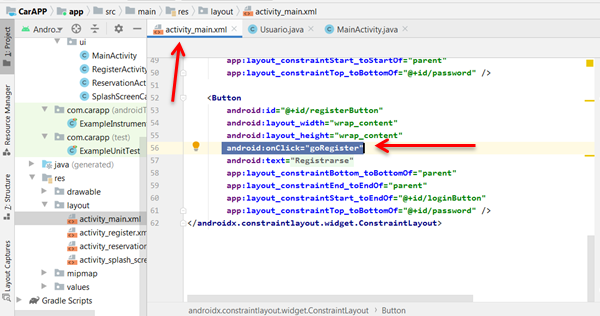 CarAPP app src main res layout activity_main.xml
Andro...
activity_main.xml Usuario.java MainActivity.java
1: Project
Resource Manager
Z: Structure
Layout Captures
ui
MainActivity
RegisterActivity
ReservationAct
SplashScreenCa
com.carapp (androidT
ExampleInstrumen
com.carapp (test)
ExampleUnitTest
java (generated)
res
drawable
layout
activity_main.xml
activity_register.xm
activity_reservation
activity_splash_scre
mipmap
values
Gradle Scripts
49 app:layout_constraintStart_toStartOf="parent"
50 app:layout_constraintTop_toBottomOf="@+id/password" />
51
52 <Button
53 android:id="@+id/registerButton"
54 android:layout_width="wrap_content"
55 android:layout_height="wrap_content"
56 android:onClick="goRegister"
57 android:text="Registrarse"
58 app:layout_constraintBottom_toBottomOf="parent"
59 app:layout_constraintEnd_toEndOf="parent"
60 app:layout_constraintStart_toEndOf="@+id/loginButton"
61 app:layout_constraintTop_toBottomOf="@+id/password" />
62 </androidx.constraintlayout.widget.ConstraintLayout>
androidx.constraintlayout.widget.ConstraintLayout Button